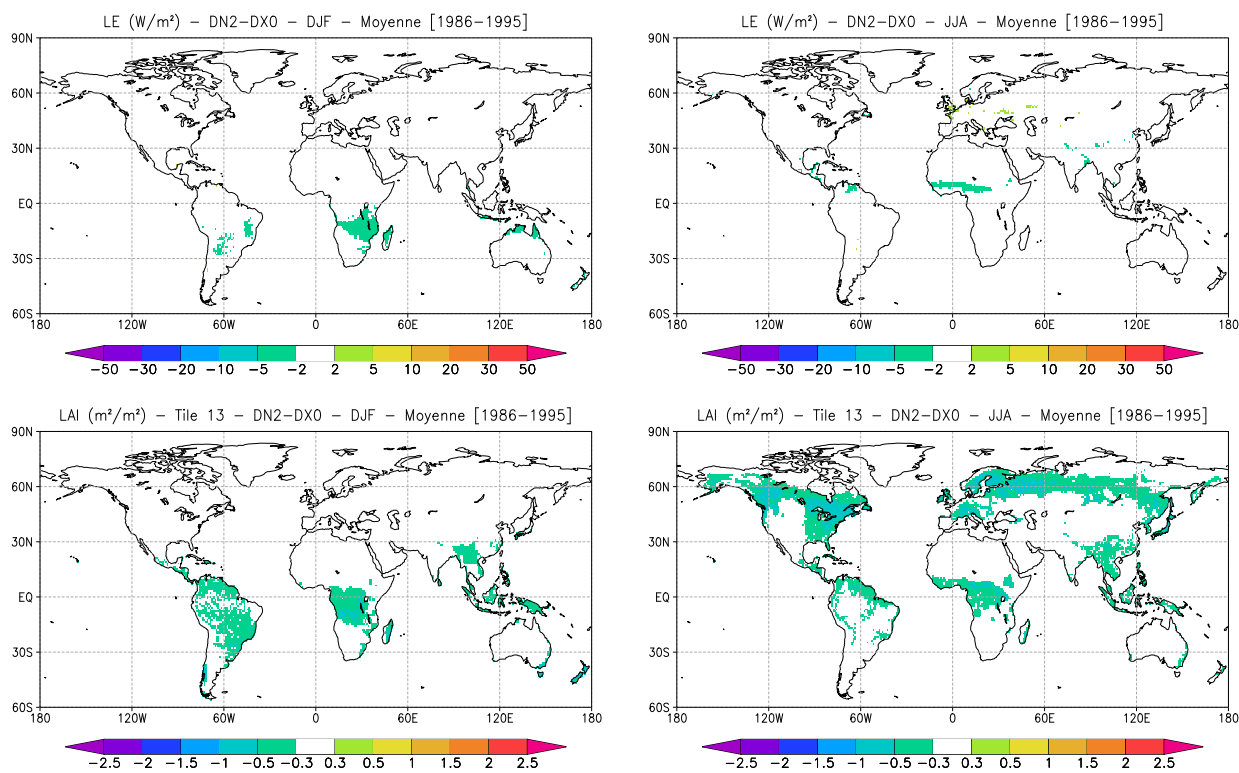 LE (W/m²) − DN2−DX0 − DJF − Moyenne [1986−1995]
90N
60N
30N
EQ
30S
60S
180 120W 60W 0 60E 120E 180
−50 −30 −20 −10 −5 −2 2 5 10 20 30 50
LE (W/m²) − DN2−DX0 − JJA − Moyenne [1986−1995]
90N
60N
30N
EQ
30S
60S
180 120W 60W 0 60E 120E 180
−50 −30 −20 −10 −5 −2 2 5 10 20 30 50
LAI (m²/m²) − Tile 13 − DN2−DX0 − DJF − Moyenne [1986−1995]
90N
60N
30N
EQ
30S
60S
180 120W 60W 0 60E 120E 180
−2.5 −2 −1.5 −1 −0.5 −0.3 0.3 0.5 1 1.5 2 2.5
LAI (m²/m²) − Tile 13 − DN2−DX0 − JJA − Moyenne [1986−1995]
90N
60N
30N
EQ
30S
60S
180 120W 60W 0 60E 120E 180
−2.5 −2 −1.5 −1 −0.5 −0.3 0.3 0.5 1 1.5 2 2.5